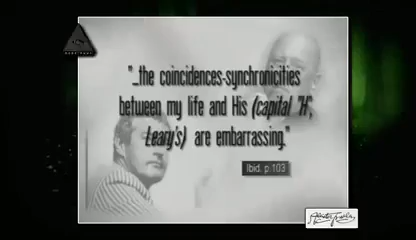 "...the coincidences-synchronicities
between my life and His (capital "H",
Leary's) are embarrassing."
Ibid. p.103